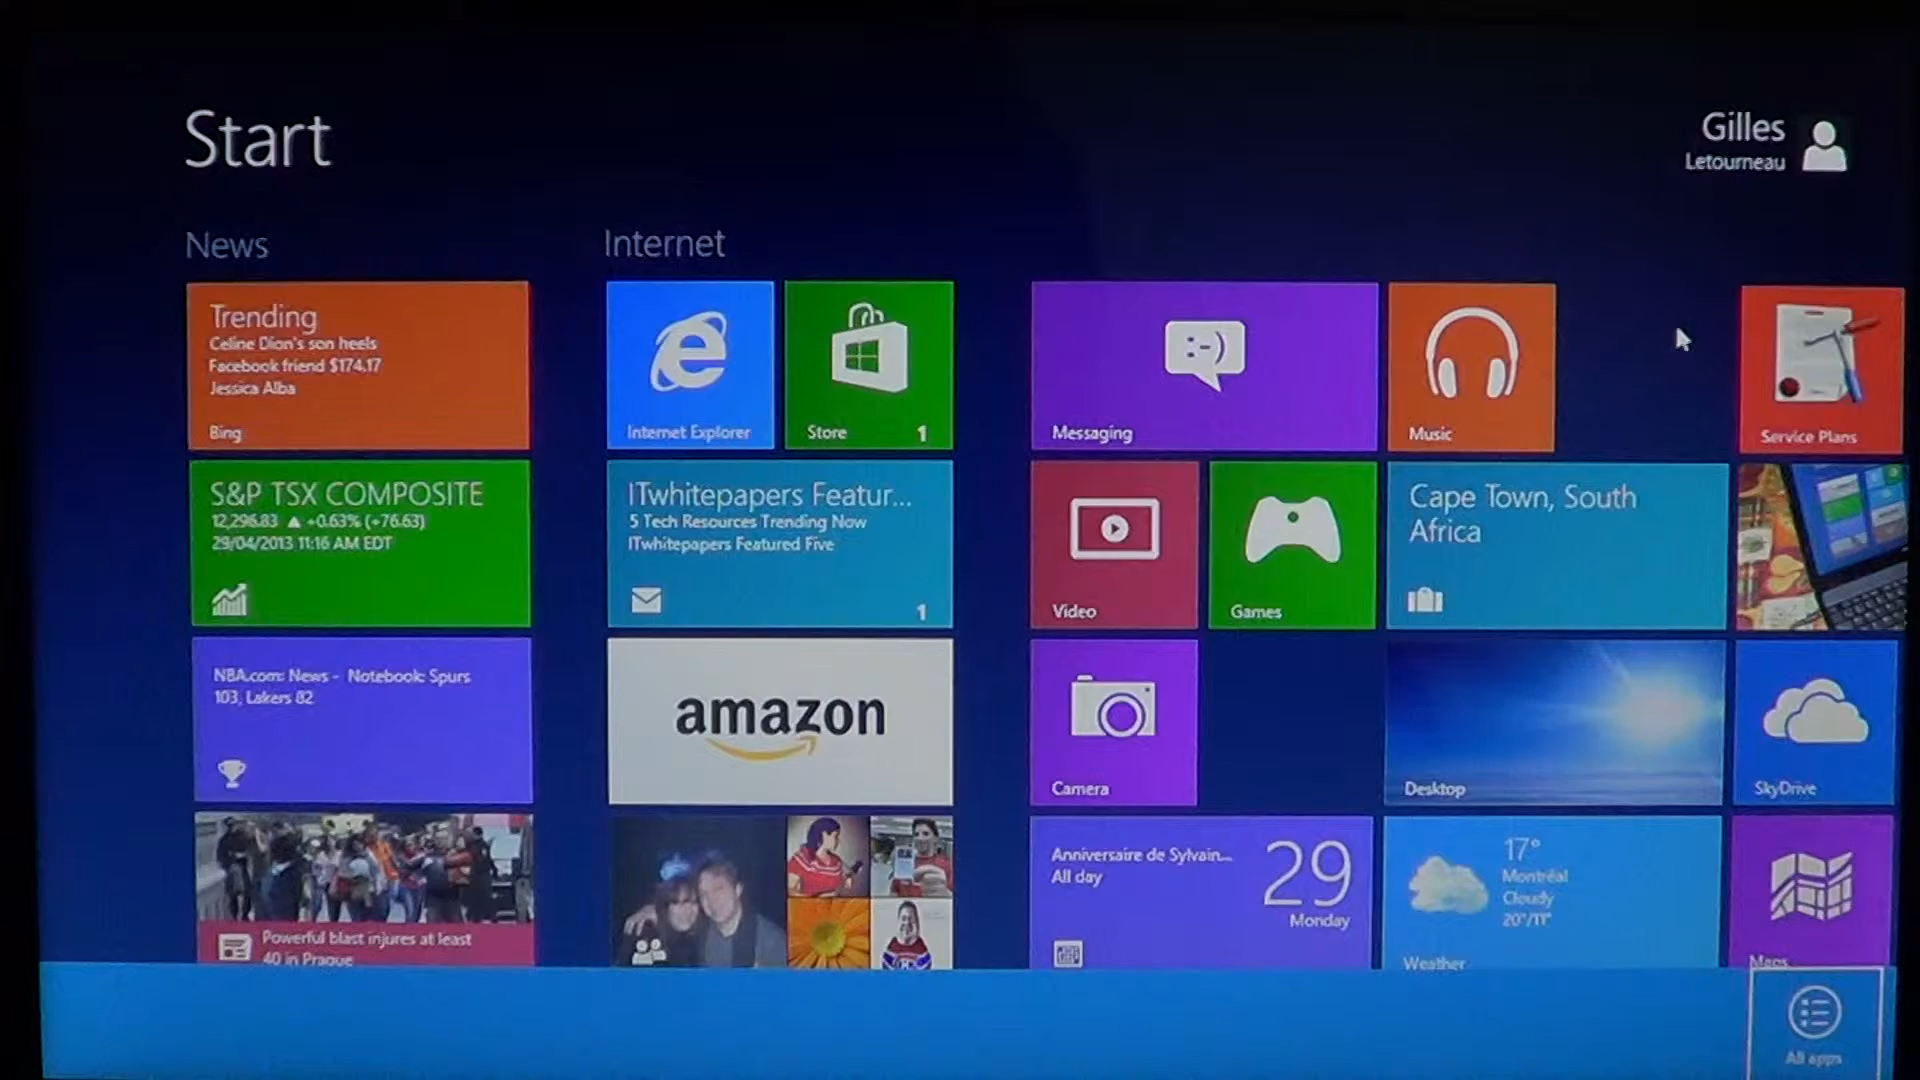 Start
Gilles
Letourneau
News
Internet
Trending
Celine Dion's son heels
Facebook friend $174.17
Jessica Alba
Bing
Internet Explorer
Store
1
Messaging
Music
Service Plans
S&P TSX COMPOSITE
12,296.83 ▲ +0.63% (+76.63)
29/04/2013 11:16 AM EDT
ITwhitepapers Featur...
5 Tech Resources Trending Now
ITwhitepapers Featured Five
1
Video
Games
Cape Town, South
Africa
NBA.com: News - Notebook: Spurs
103, Lakers 82
amazon
Camera
Desktop
SkyDrive
Powerful blast injures at least
40 in Prague
Anniversaire de Sylvain...
All day
29
Monday
17°
Montréal
Cloudy
20°/11°
Weather
Maps
All apps